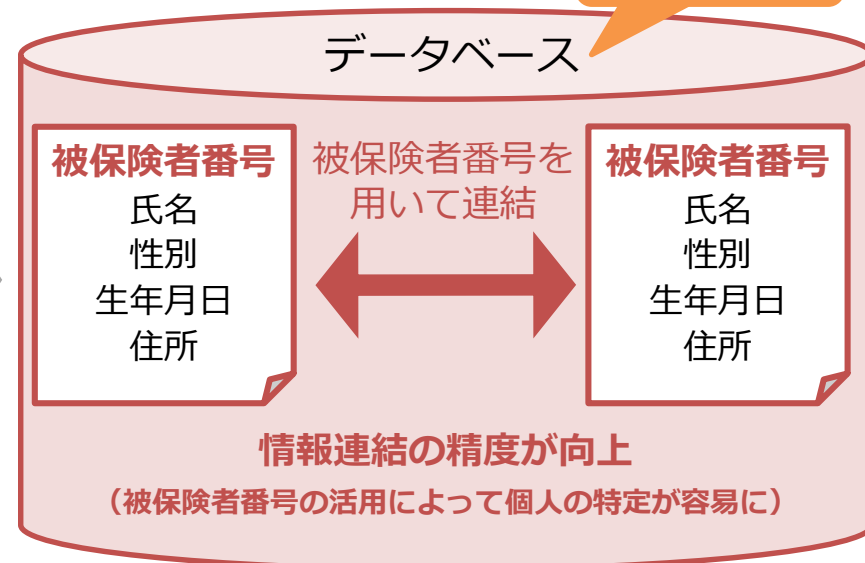 データベース
被保険者番号
氏名
性別
生年月日
住所
被保険者番号を
用いて連結
被保険者番号
氏名
性別
生年月日
住所
情報連結の精度が向上
（被保険者番号の活用によって個人の特定が容易に）